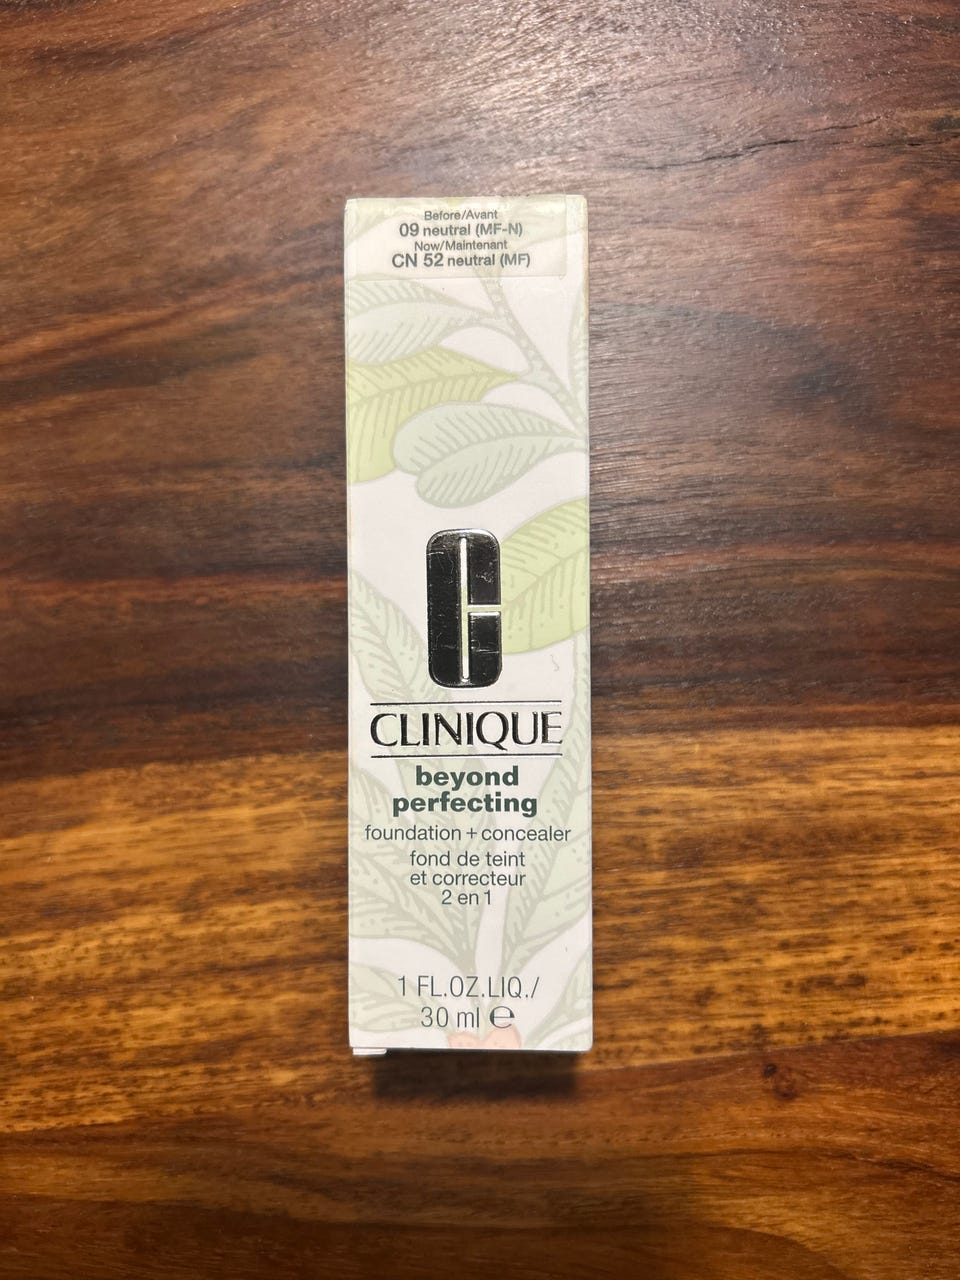 Before/Avant
09 neutral (MF-N)
Now/Maintenant
CN 52 neutral (MF)
CLINIQUE
beyond
perfecting
foundation + concealer
fond de teint
et correcteur
2 en 1
1 FL.OZ.LIQ./
30 ml ℮